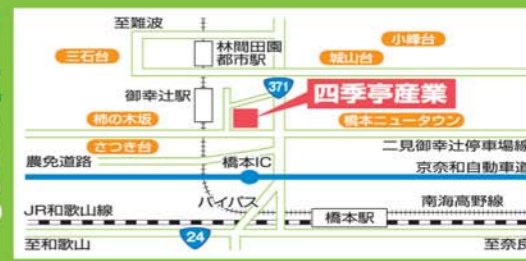 至難波
小峰台
三石台
林間田園
都市駅
城山台
371
四季亭産業
御幸辻駅
柿の木坂
橋本ニュータウン
さつき台
二見御幸辻停車場線
農免道路
橋本IC
京奈和自動車道
バイパス
南海高野線
JR和歌山線
橋本駅
至和歌山
24
至奈良